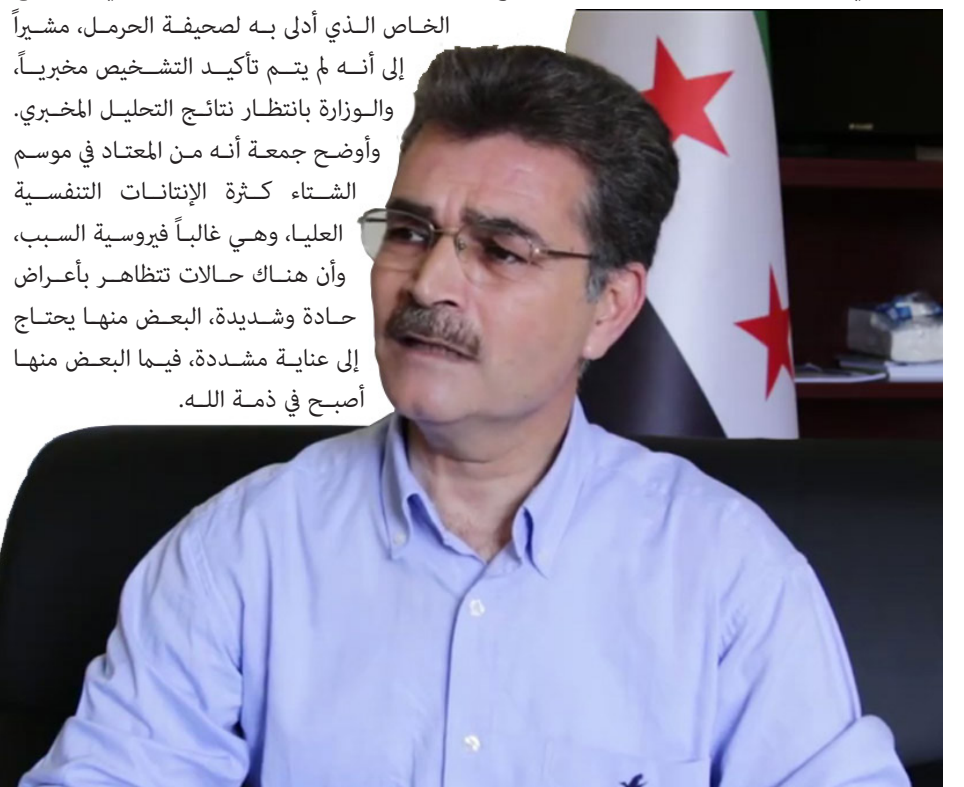 الخاص الذي أدلى به لصحيفة الحرمل، مشيراً
إلى أنه لم يتم تأكيد التشخيص مخبرياً،
والوزارة بانتظار نتائج التحليل المخبري.
وأوضح جمعة أنه من المعتاد في موسم
الشتاء كثرة الإنتانات التنفسية
العليا، وهي غالباً فيروسية السبب،
وأن هناك حالات تتظاهر بأعراض
حادة وشديدة، البعض منها يحتاج
إلى عناية مشددة، فيما البعض منها
أصبح في ذمة الله.